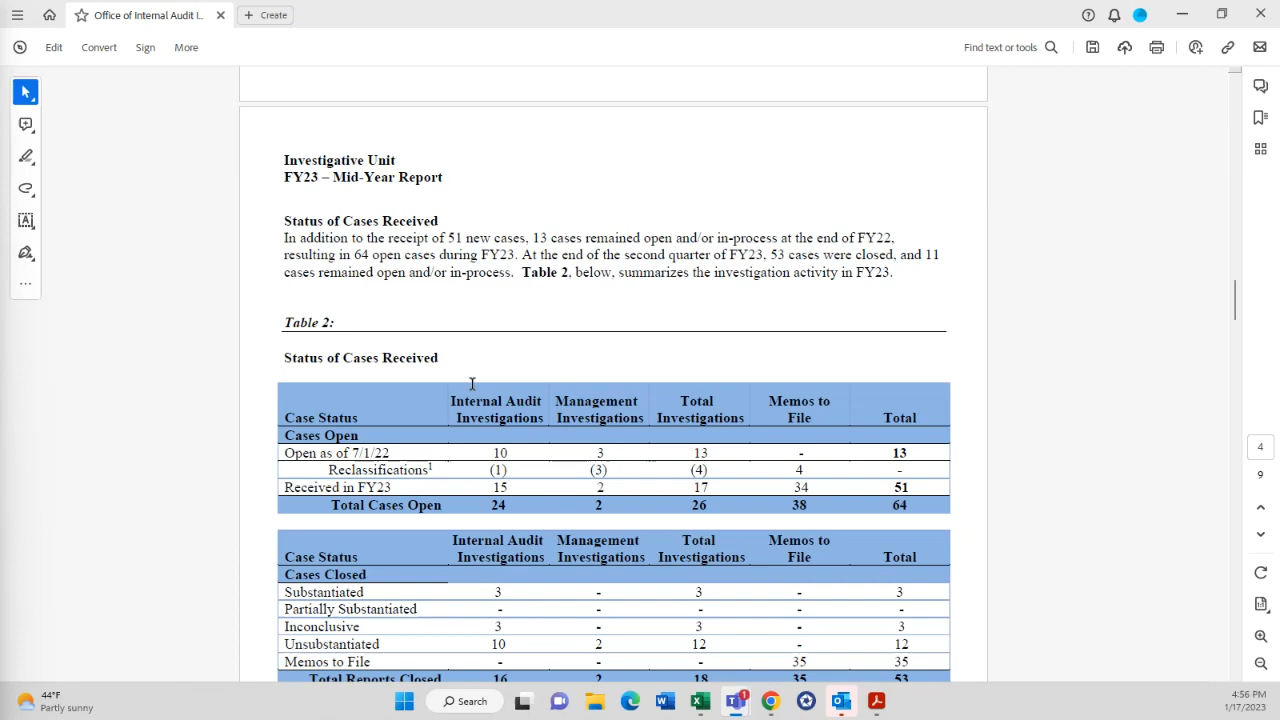 Office of Internal Audit I...
Create
Edit
Convert
Sign
More
Find text or tools
Investigative Unit
FY23 – Mid-Year Report
Status of Cases Received
In addition to the receipt of 51 new cases, 13 cases remained open and/or in-process at the end of FY22,
resulting in 64 open cases during FY23. At the end of the second quarter of FY23, 53 cases were closed, and 11
cases remained open and/or in-process. Table 2, below, summarizes the investigation activity in FY23.
Table 2:
Status of Cases Received
Case Status Internal Audit Investigations Management Investigations Total Investigations Memos to File Total
Cases Open
Open as of 7/1/22 10 3 13 - 13
Reclassifications1 (1) (3) (4) 4 -
Received in FY23 15 2 17 34 51
Total Cases Open 24 2 26 38 64
Case Status Internal Audit Investigations Management Investigations Total Investigations Memos to File Total
Cases Closed
Substantiated 3 - 3 - 3
Partially Substantiated - - - - -
Inconclusive 3 - 3 - 3
Unsubstantiated 10 2 12 - 12
Memos to File - - - 35 35
Total Reports Closed 16 2 18 35 53
4
9
44°F
Partly sunny
Search
1
4:56 PM
1/17/2023